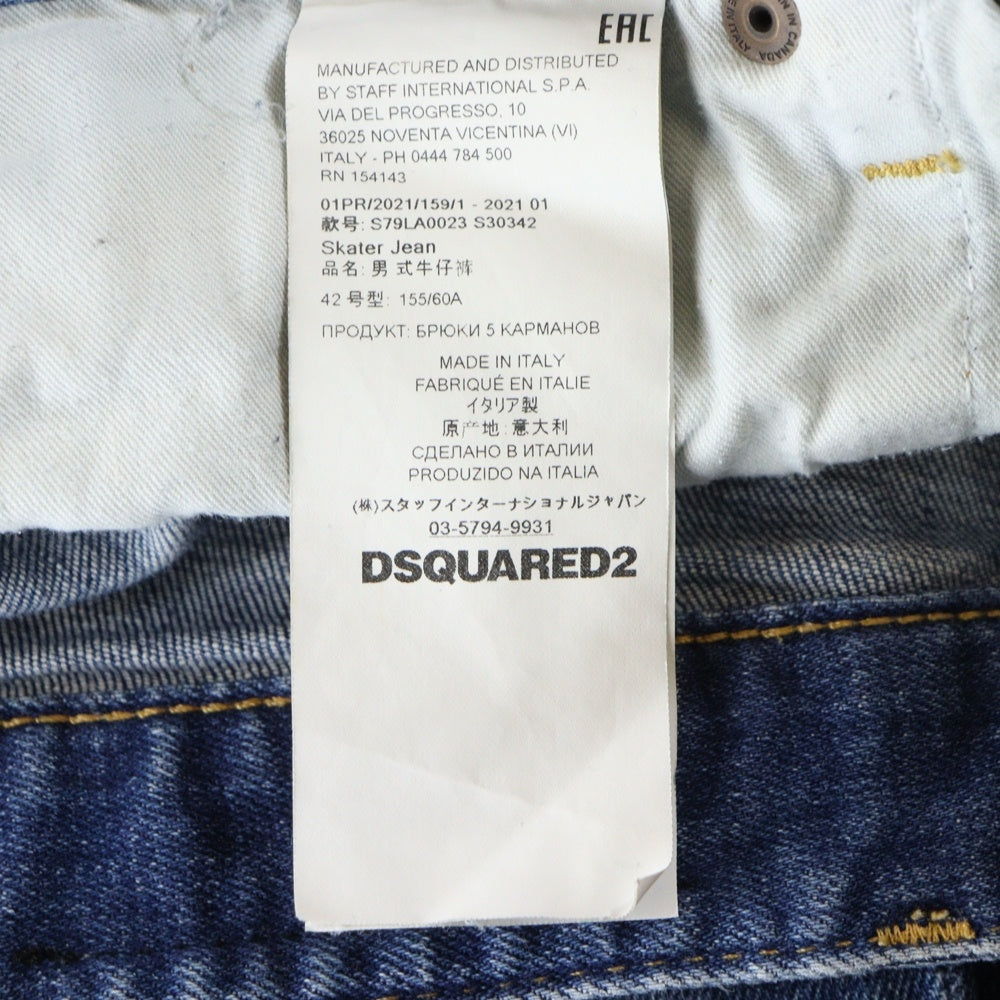 EAC
MANUFACTURED AND DISTRIBUTED
BY STAFF INTERNATIONAL S.P.A.
VIA DEL PROGRESSO, 10
36025 NOVENTA VICENTINA (VI)
ITALY - PH 0444 784 500
RN 154143
01PR/2021/159/1 - 2021 01
款号: S79LA0023 S30342
Skater Jean
品名: 男式牛仔裤
42 号型: 155/60A
ПРОДУКТ: БРЮКИ 5 КАРМАНОВ
MADE IN ITALY
FABRIQUÉ EN ITALIE
イタリア製
原产地: 意大利
СДЕЛАНО В ИТАЛИИ
PRODUZIDO NA ITALIA
(株)スタッフインターナショナルジャパン
03-5794-9931
DSQUARED2
IN CANADA
IN ITALY